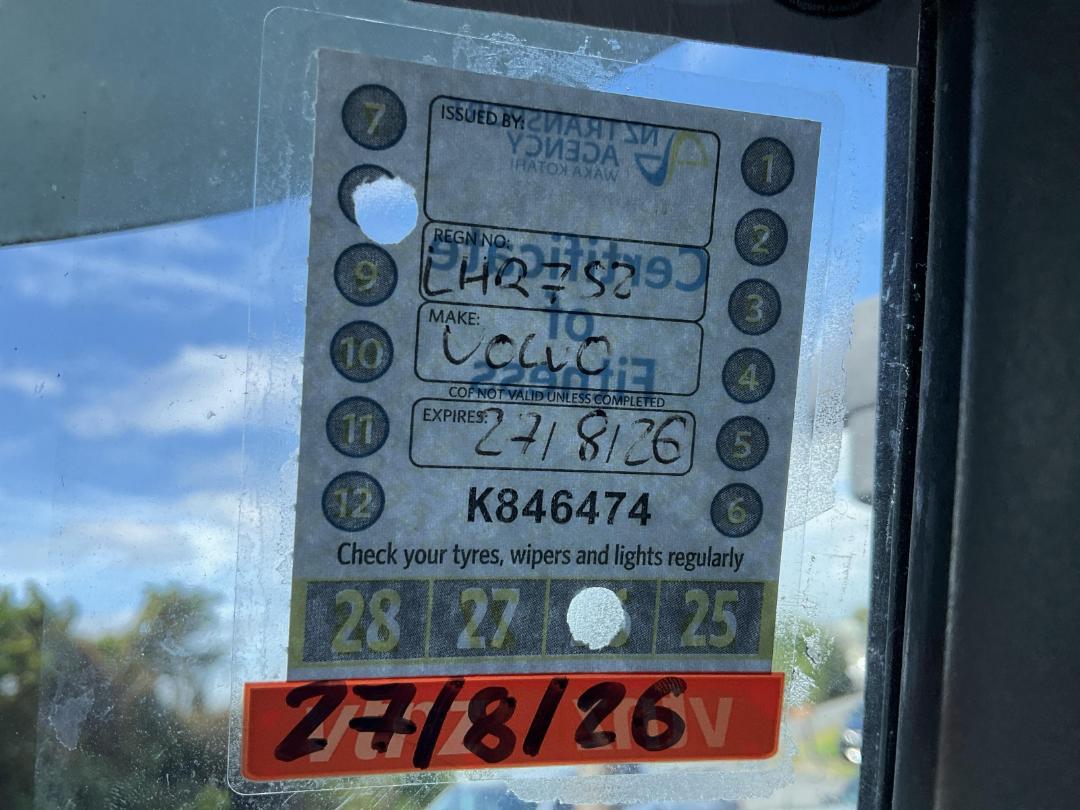 7
9
10
11
12
ISSUED BY:
NZ TRANSPORT
AGENCY
WAKA KOTAHI
REGN NO:
LHQ752
Certificate
of
Fitness
MAKE:
VOLVO
COF NOT VALID UNLESS COMPLETED
EXPIRES:
27/8/26
K846474
1
2
3
4
5
6
Check your tyres, wipers and lights regularly
28 27 25
27/8/26
vtnz